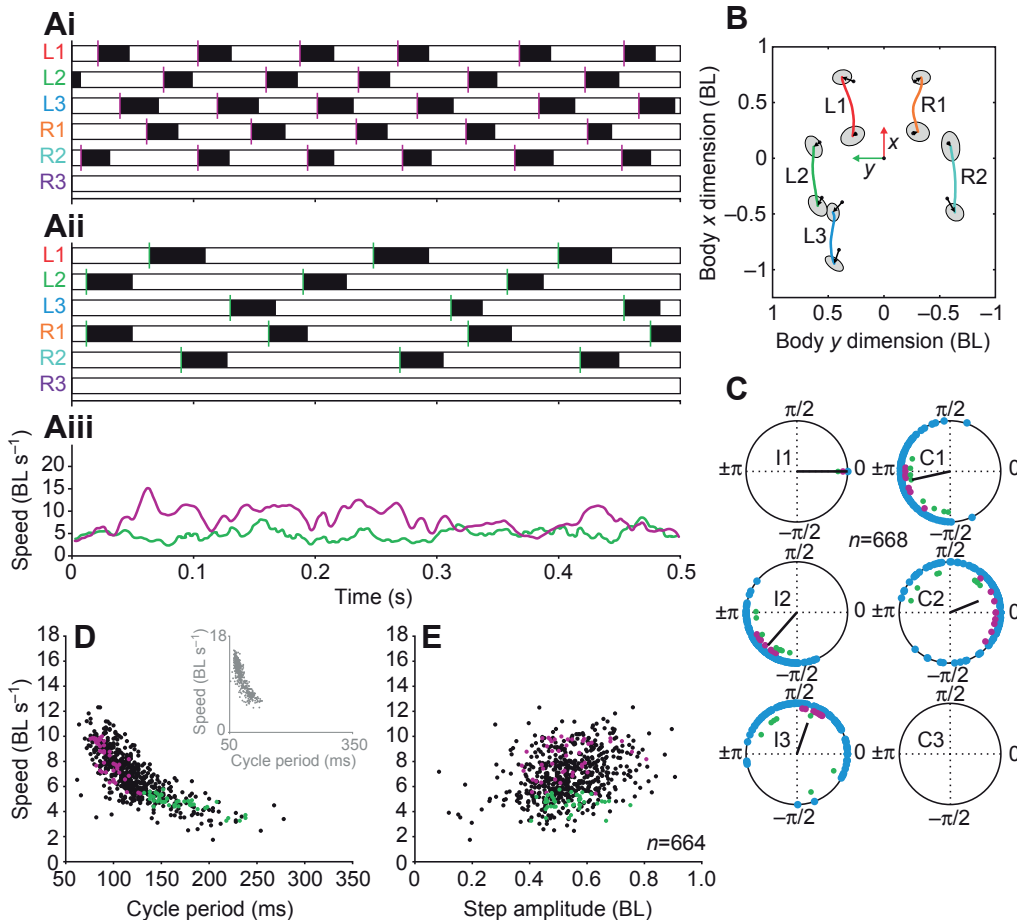 Ai
L1
L2
L3
R1
R2
R3
Aii
L1
L2
L3
R1
R2
R3
Aiii
Speed (BL s⁻¹)
20
15
10
5
0
0 0.1 0.2 0.3 0.4 0.5
Time (s)
B
Body x dimension (BL)
1
0.5
0
−0.5
−1
L1
R1
x
y
L2
R2
L3
1 0.5 0 −0.5 −1
Body y dimension (BL)
C
π/2
±π I1 0
−π/2
π/2
±π C1 0
−π/2
n=668
π/2
±π I2 0
−π/2
π/2
±π C2 0
−π/2
π/2
±π I3 0
−π/2
π/2
±π C3 0
−π/2
D
Speed (BL s⁻¹)
18
16
14
12
10
8
6
4
2
0
50 100 150 200 250 300 350
Cycle period (ms)
Speed (BL s⁻¹)
18
0
50 350
Cycle period (ms)
E
18
16
14
12
10
8
6
4
2
0
n=664
0 0.2 0.4 0.6 0.8 1.0
Step amplitude (BL)